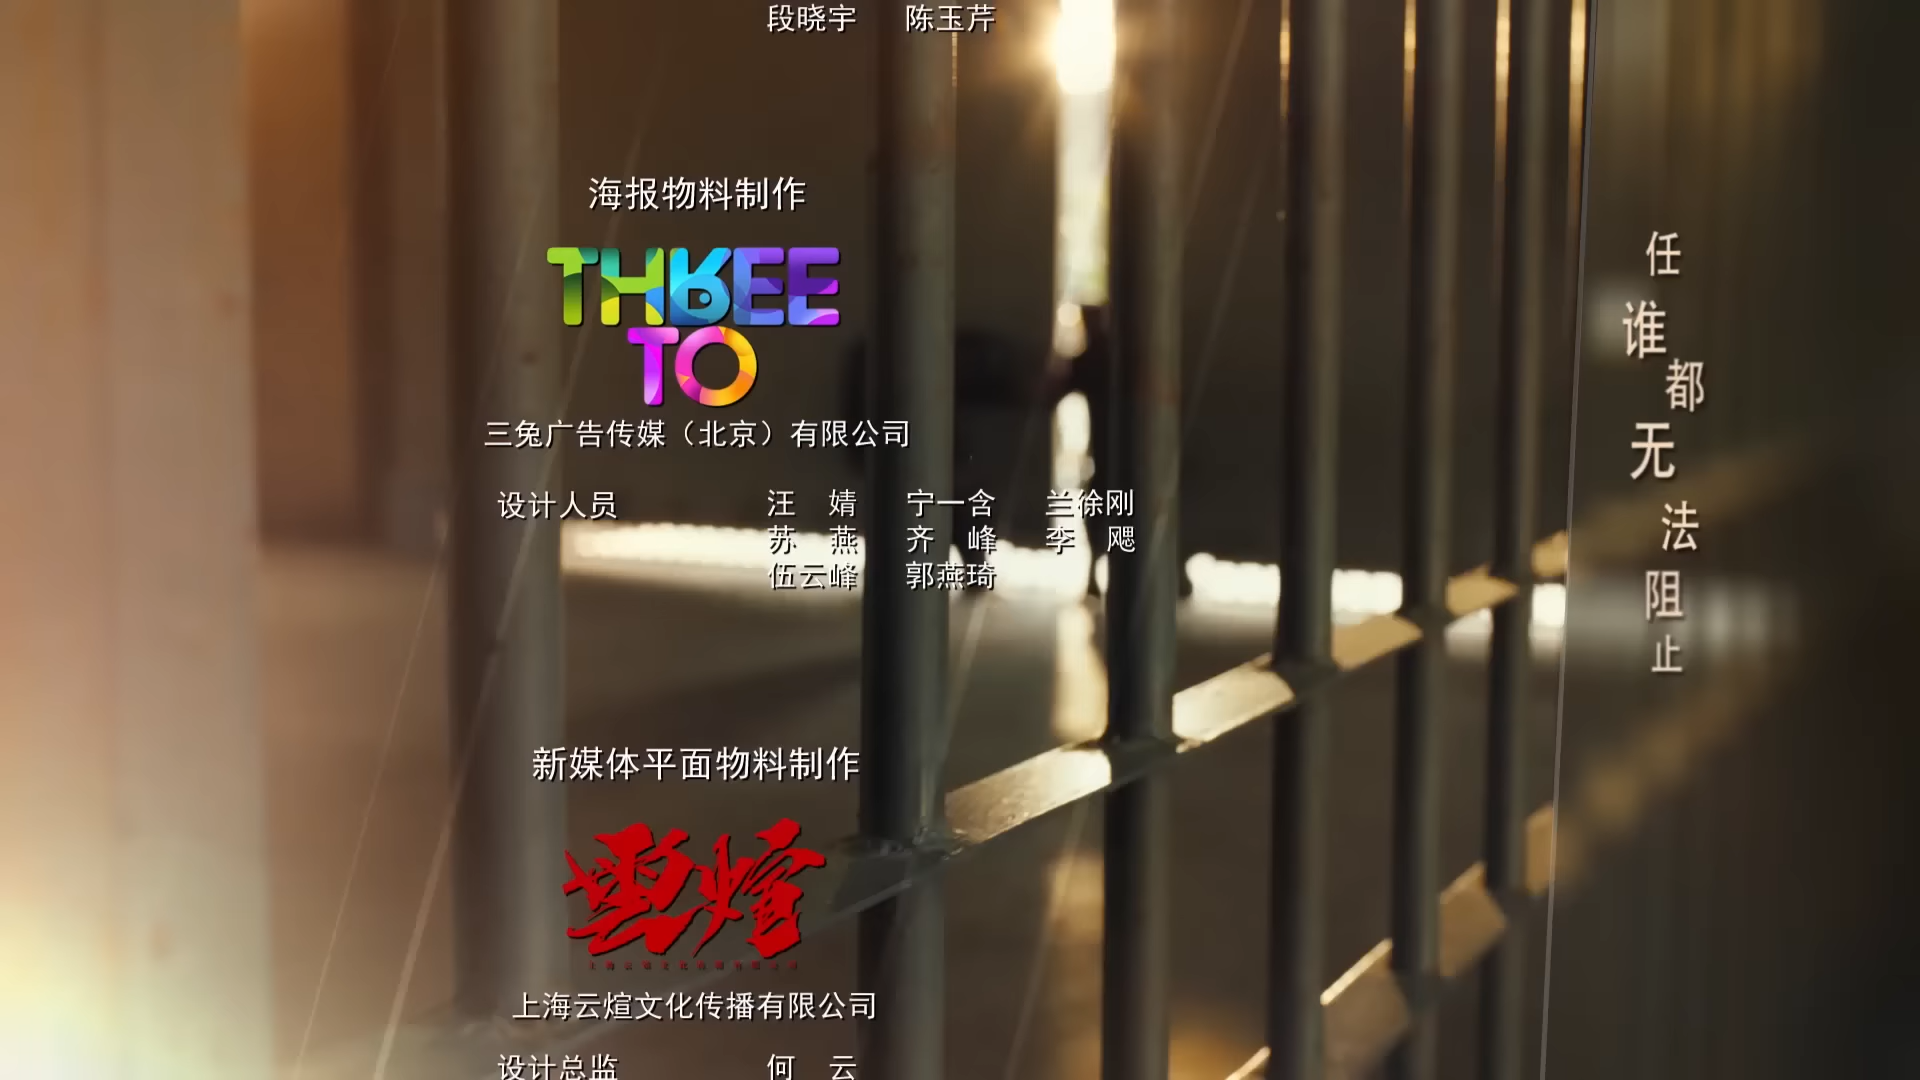 段晓宇 陈玉芹
海报物料制作
THREE
TO
三兔广告传媒（北京）有限公司
设计人员 汪 婧 宁一含 兰徐刚
苏 燕 齐 峰 李 飔
伍云峰 郭燕琦
新媒体平面物料制作
雲煊
上海云煊文化传播有限公司
设计总监 何 云
任谁都无法阻止